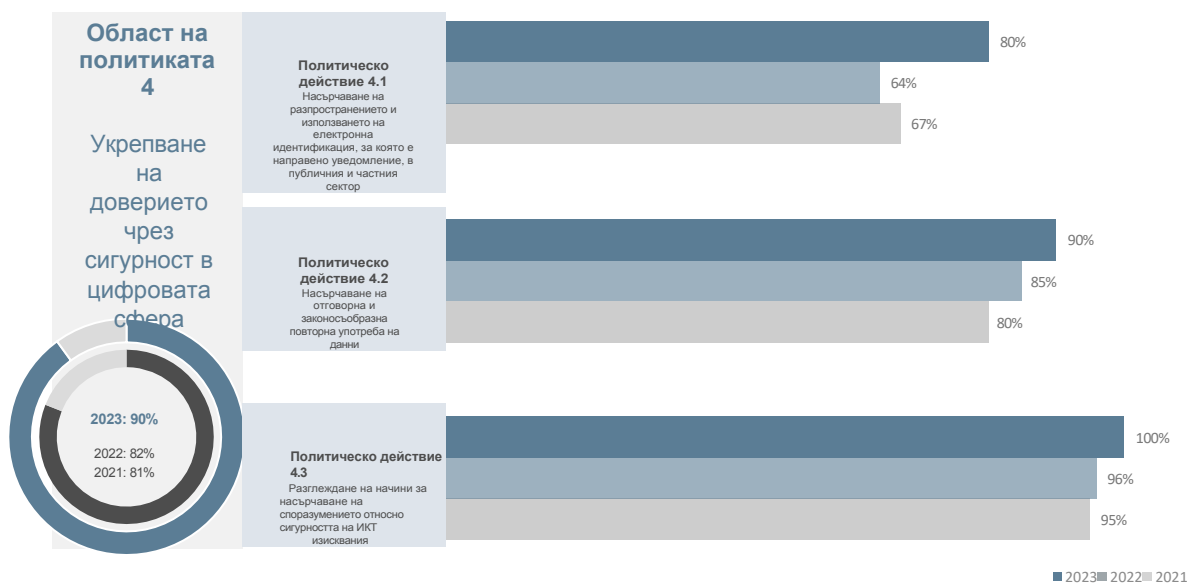 Област на
политиката
4
Укрепване
на
доверието
чрез
сигурност в
цифровата
сфера
2023: 90%
2022: 82%
2021: 81%
Политическо
действие 4.1
Насърчаване на
разпространението и
използването на
електронна
идентификация, за която е
направено уведомление, в
публичния и частния
сектор
80%
64%
67%
Политическо
действие 4.2
Насърчаване на
отговорна и
законосъобразна
повторна употреба на
данни
90%
85%
80%
Политическо действие
4.3
Разглеждане на начини за
насърчаване на
споразумението относно
сигурността на ИКТ
изисквания
100%
96%
95%
2023 2022 2021